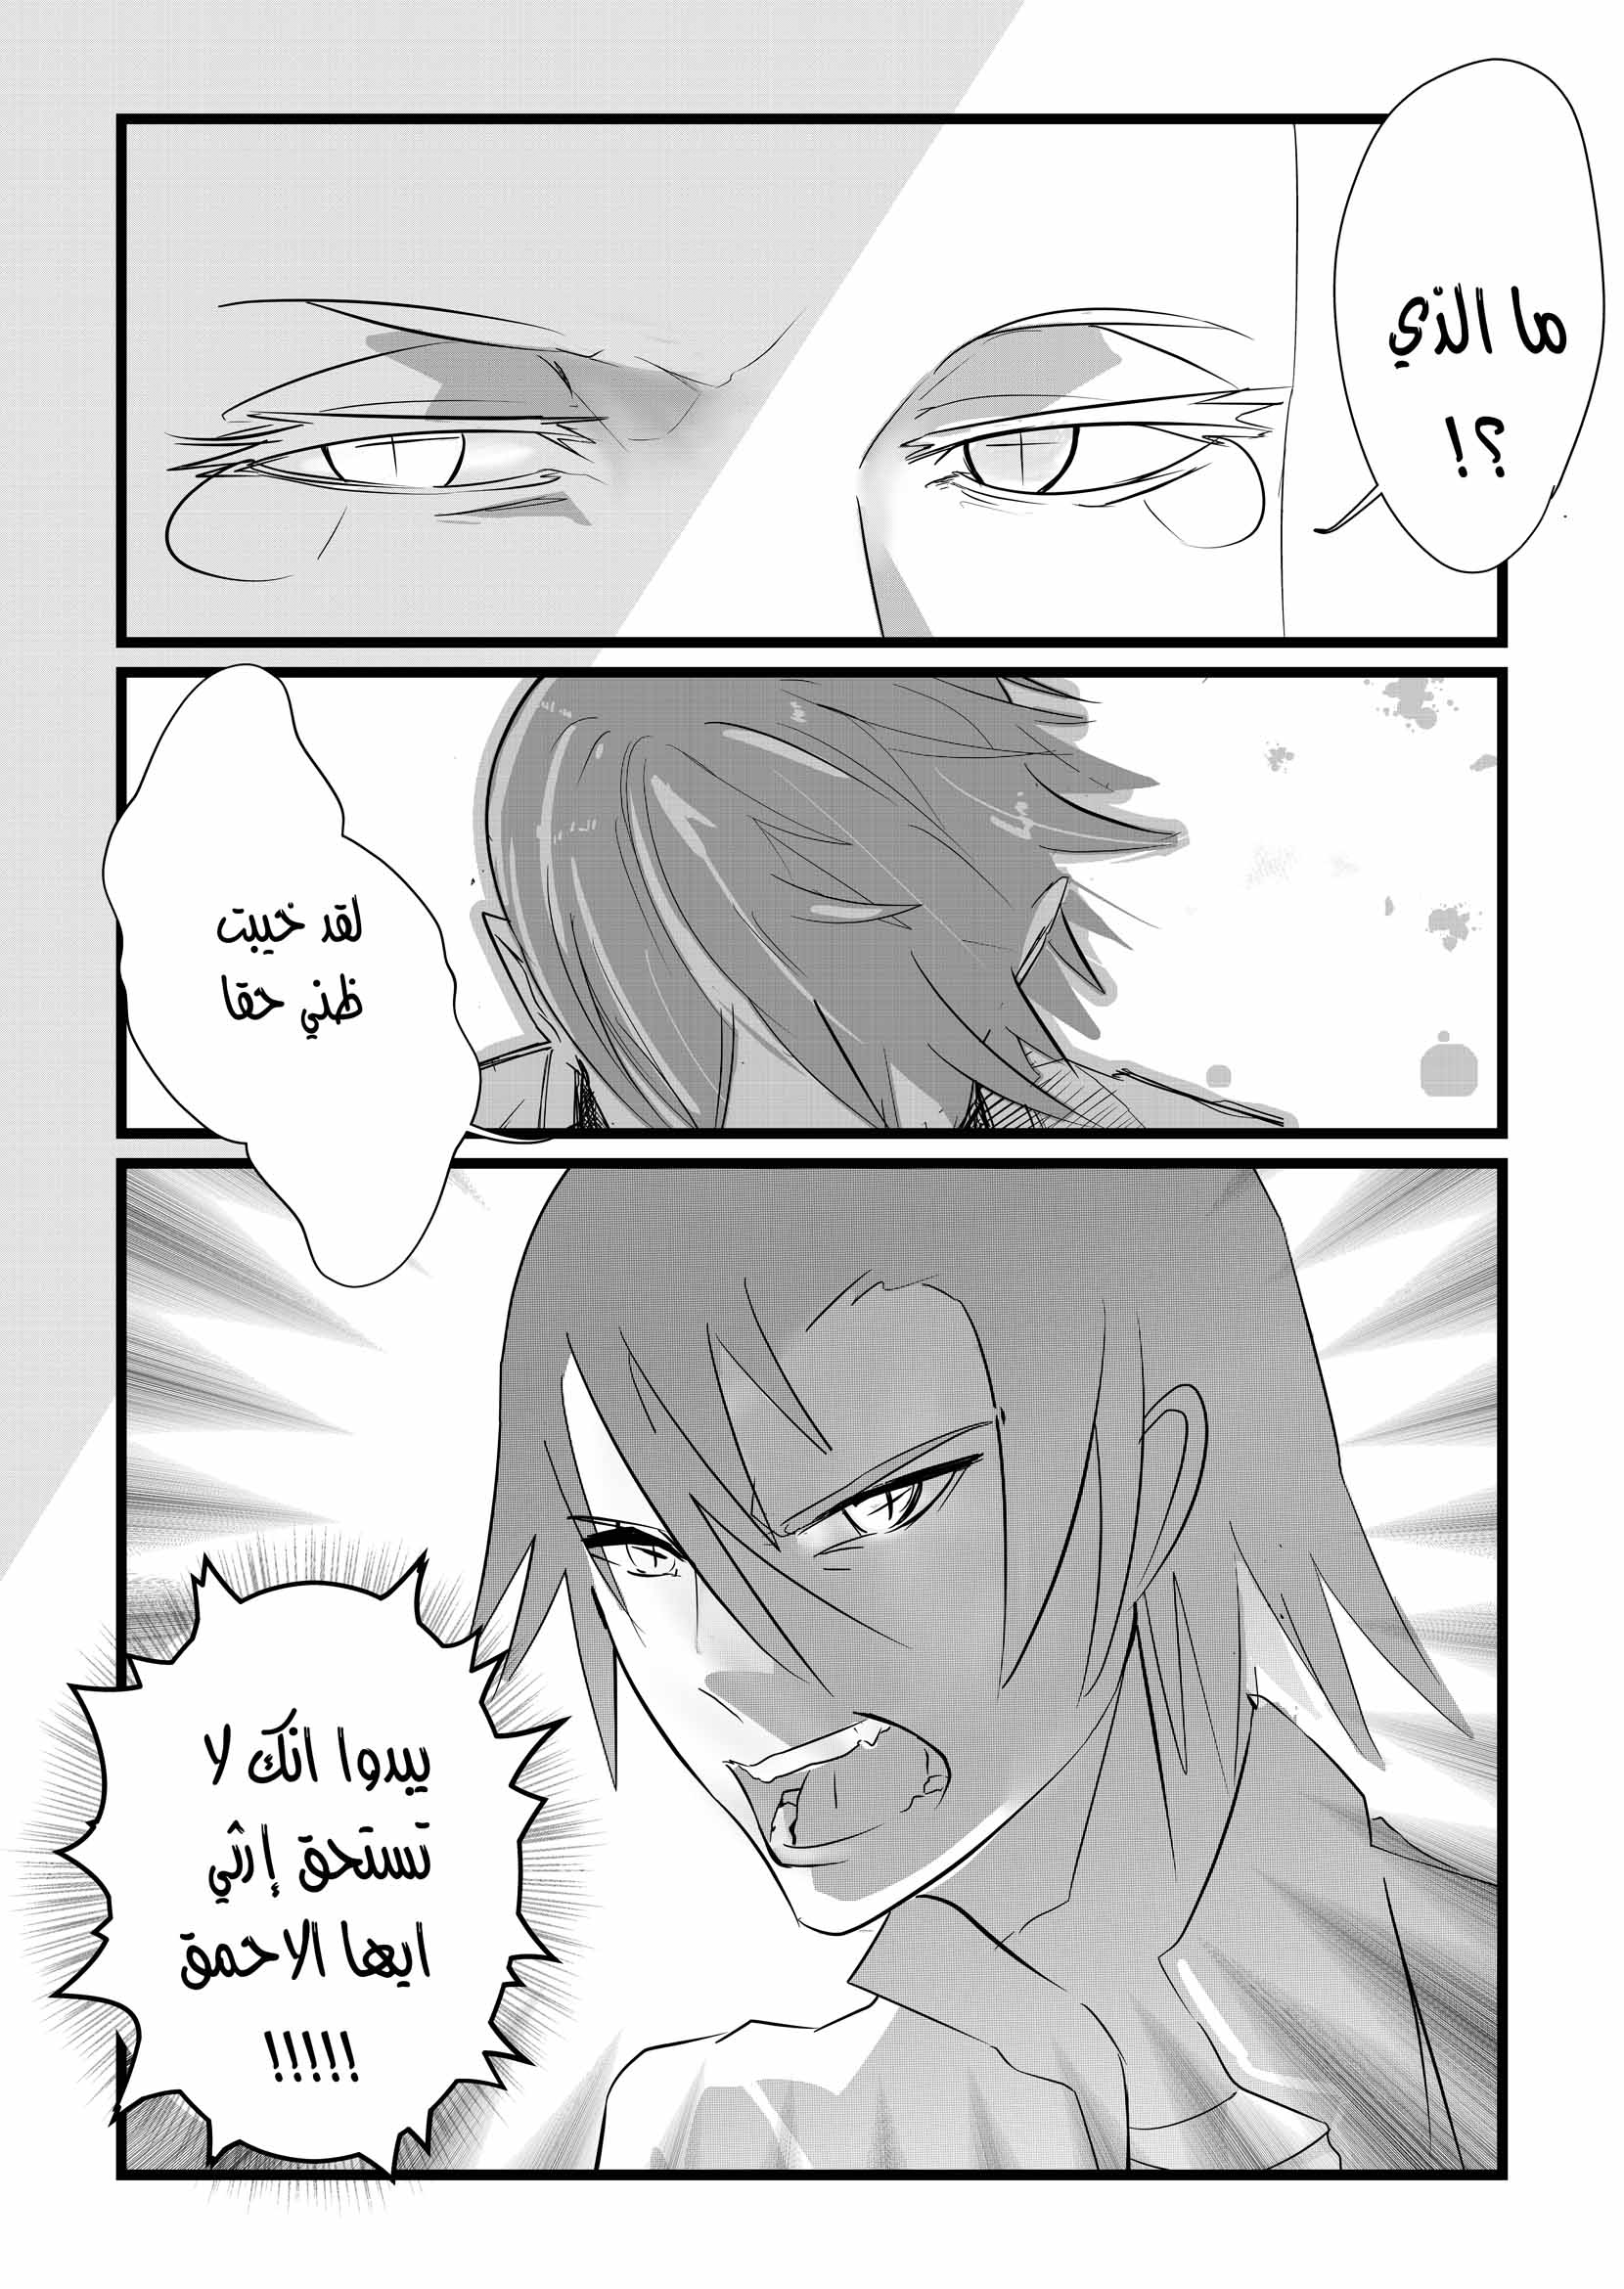 ما الذي
؟!
لقد خيبت
ظني حقا
يبدوا انك لا
تستحق إرثي
ايها الاحمق
!!!!!